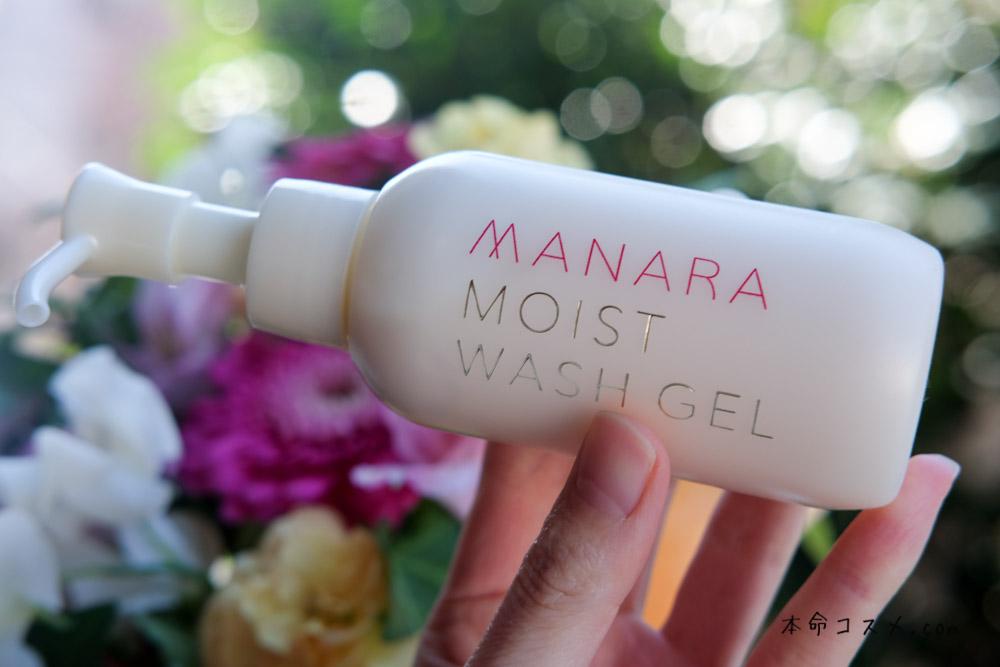 MANARA
MOIST
WASH GEL
本命コスメ.com